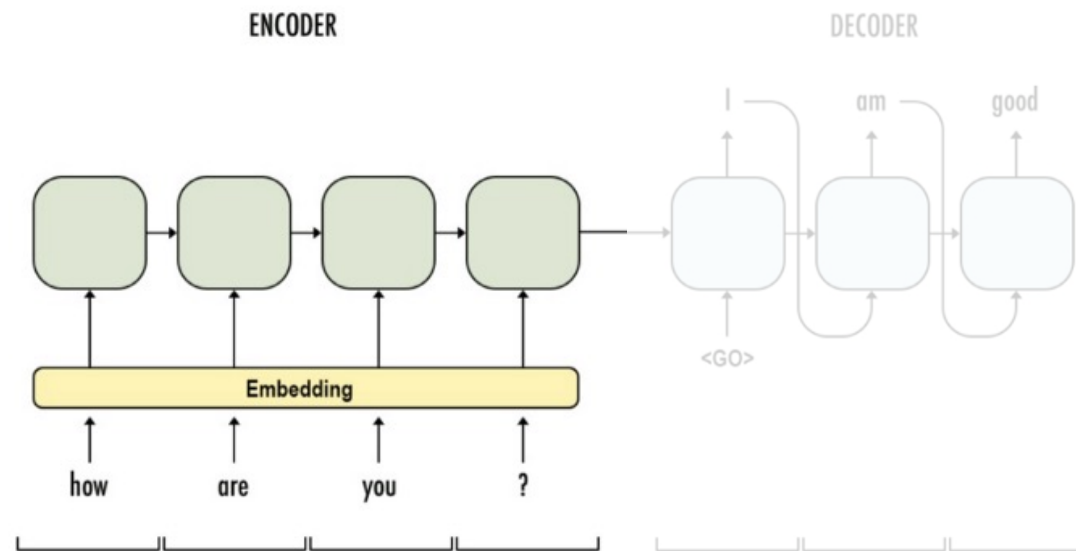 ENCODER DECODER
I am good
<GO>
Embedding
how are you ?